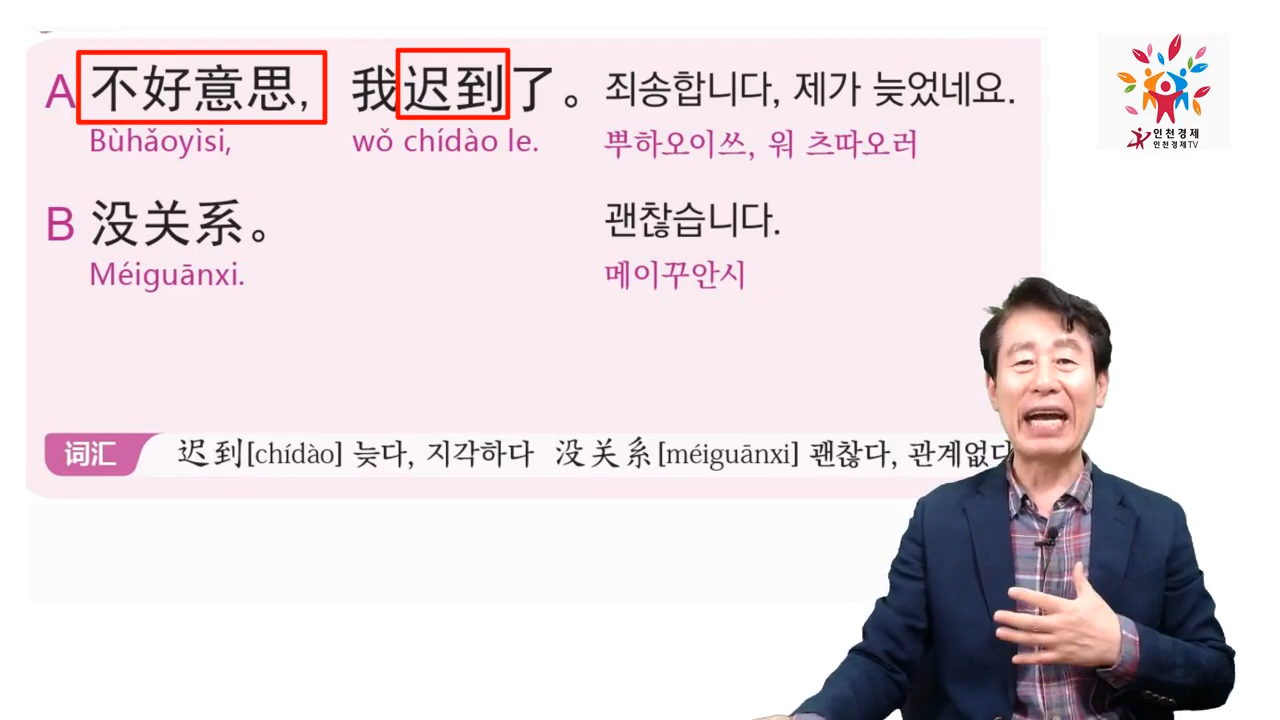 A 不好意思, 我迟到了。 죄송합니다, 제가 늦었네요.
Bùhǎoyìsi, wǒ chídào le. 뿌하오이쓰, 워 츠따오러
B 没关系。 괜찮습니다.
Méiguānxi. 메이꾸안시
词汇 迟到[chídào] 늦다, 지각하다 没关系[méiguānxi] 괜찮다, 관계없다
인천경제
인천경제TV